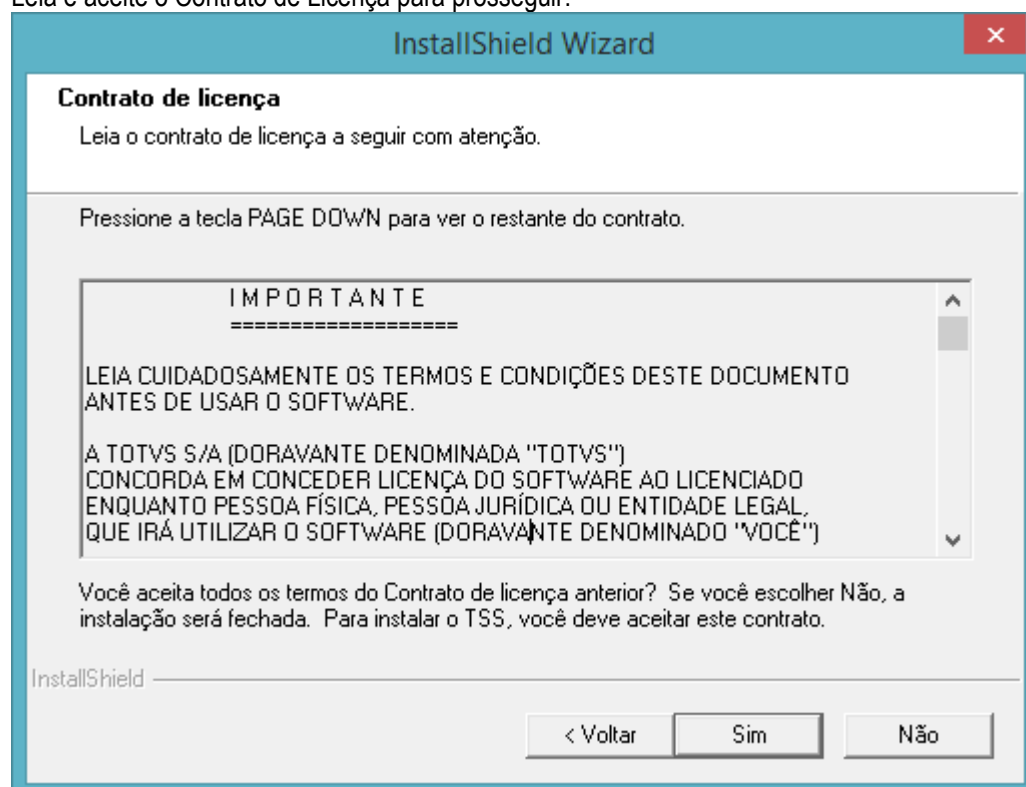 Leia e aceite o Contrato de Licença para prosseguir.
InstallShield Wizard
Contrato de licença
Leia o contrato de licença a seguir com atenção.
Pressione a tecla PAGE DOWN para ver o restante do contrato.
I M P O R T A N T E
===================
LEIA CUIDADOSAMENTE OS TERMOS E CONDIÇÕES DESTE DOCUMENTO
ANTES DE USAR O SOFTWARE.
A TOTVS S/A (DORAVANTE DENOMINADA "TOTVS")
CONCORDA EM CONCEDER LICENÇA DO SOFTWARE AO LICENCIADO
ENQUANTO PESSOA FÍSICA, PESSOA JURÍDICA OU ENTIDADE LEGAL,
QUE IRÁ UTILIZAR O SOFTWARE (DORAVANTE DENOMINADO "VOCÊ")
Você aceita todos os termos do Contrato de licença anterior? Se você escolher Não, a
instalação será fechada. Para instalar o TSS, você deve aceitar este contrato.
InstallShield
< Voltar
Sim
Não